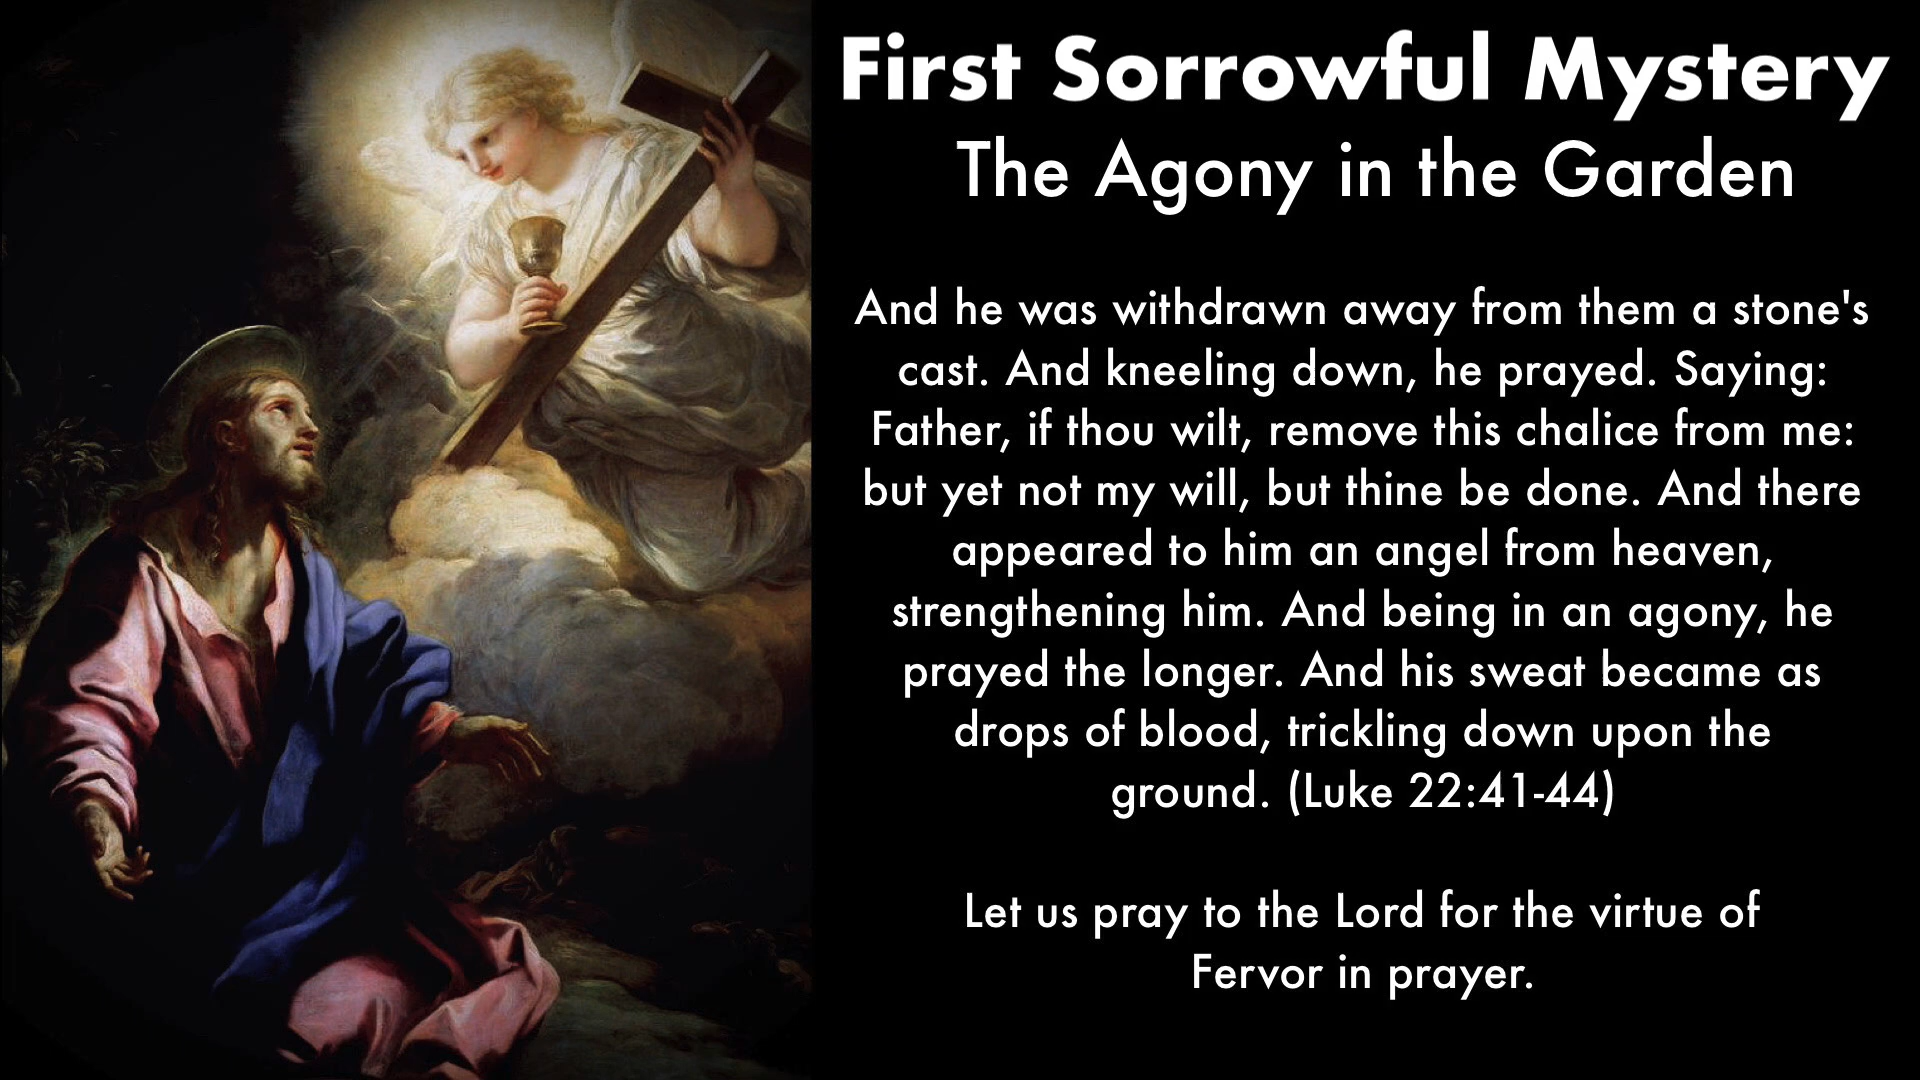 First Sorrowful Mystery
The Agony in the Garden
And he was withdrawn away from them a stone's
cast. And kneeling down, he prayed. Saying:
Father, if thou wilt, remove this chalice from me:
but yet not my will, but thine be done. And there
appeared to him an angel from heaven,
strengthening him. And being in an agony, he
prayed the longer. And his sweat became as
drops of blood, trickling down upon the
ground. (Luke 22:41-44)
Let us pray to the Lord for the virtue of
Fervor in prayer.